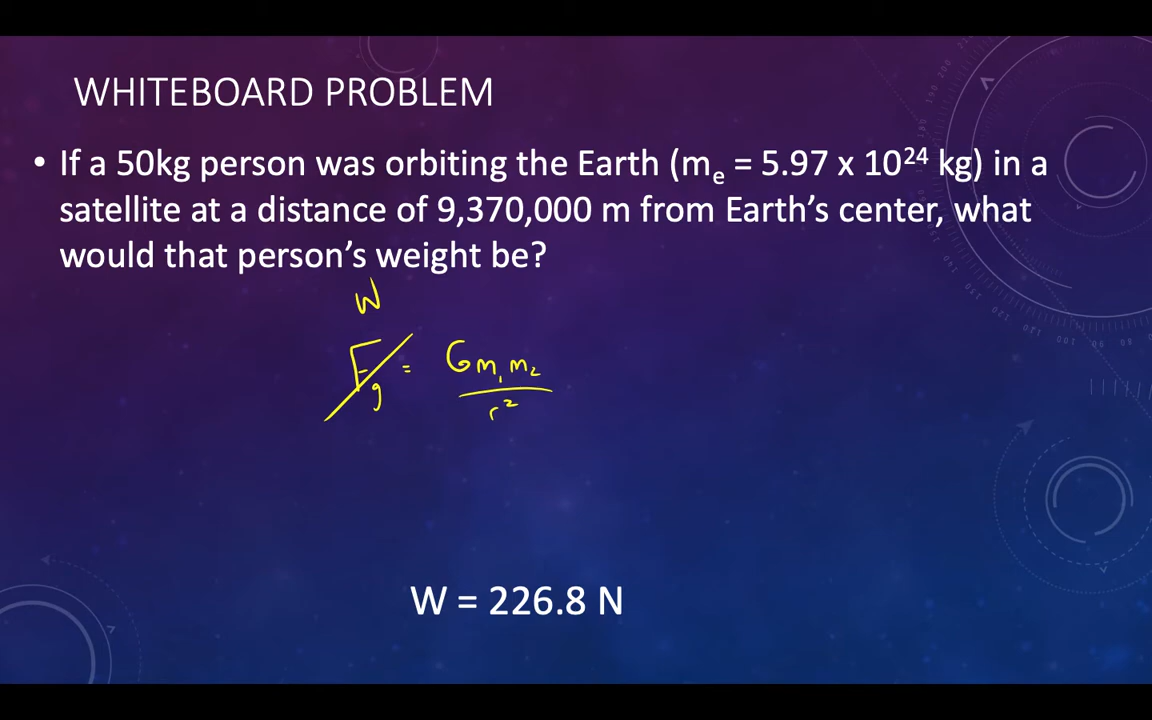 WHITEBOARD PROBLEM
• If a 50kg person was orbiting the Earth (mₑ = 5.97 x 10²⁴ kg) in a
satellite at a distance of 9,370,000 m from Earth’s center, what
would that person’s weight be?
W
Fg = Gm₁m₂
r²
W = 226.8 N